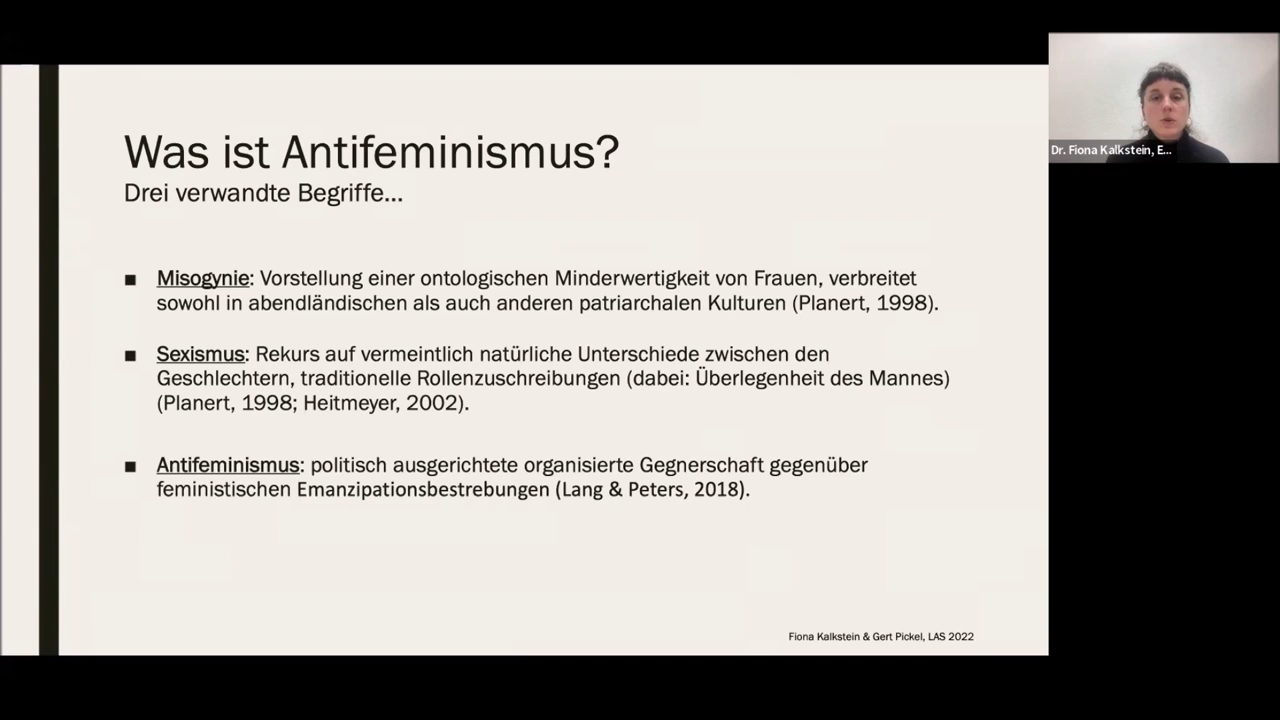 Was ist Antifeminismus?
Drei verwandte Begriffe...
■ Misogynie: Vorstellung einer ontologischen Minderwertigkeit von Frauen, verbreitet
sowohl in abendländischen als auch anderen patriarchalen Kulturen (Planert, 1998).
■ Sexismus: Rekurs auf vermeintlich natürliche Unterschiede zwischen den
Geschlechtern, traditionelle Rollenzuschreibungen (dabei: Überlegenheit des Mannes)
(Planert, 1998; Heitmeyer, 2002).
■ Antifeminismus: politisch ausgerichtete organisierte Gegnerschaft gegenüber
feministischen Emanzipationsbestrebungen (Lang & Peters, 2018).
Fiona Kalkstein & Gert Pickel, LAS 2022
Dr. Fiona Kalkstein, E...